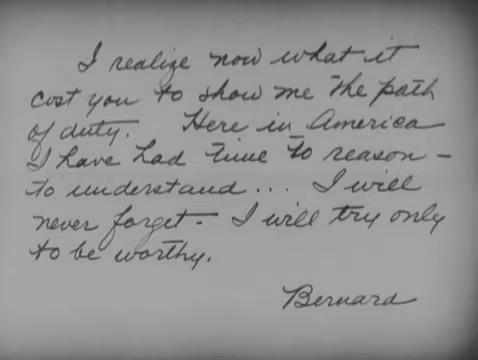 I realize now what it
cost you to show me the path
of duty. Here in America
I have had time to reason -
to understand... I will
never forget - I will try only
to be worthy.
Bernard